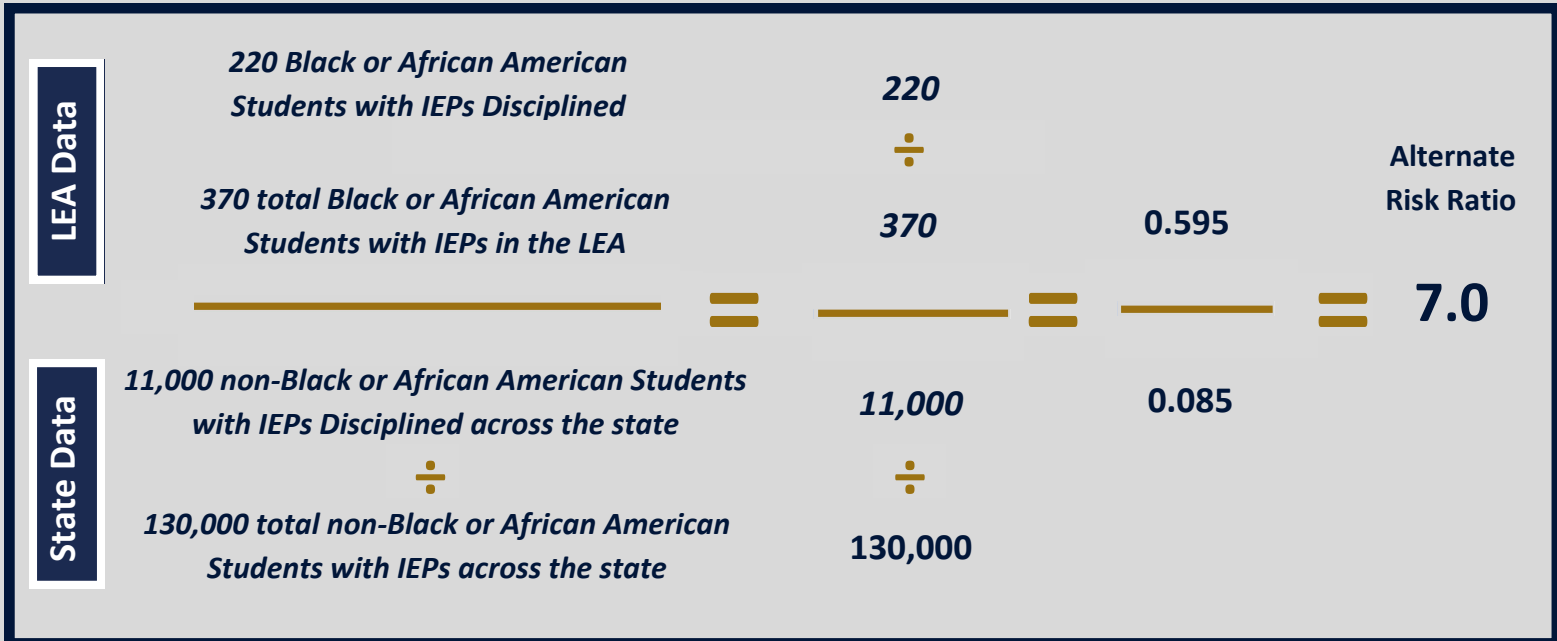 LEA Data
220 Black or African American
Students with IEPs Disciplined
370 total Black or African American
Students with IEPs in the LEA
State Data
11,000 non-Black or African American Students
with IEPs Disciplined across the state
÷
130,000 total non-Black or African American
Students with IEPs across the state
=
220
÷
370
11,000
÷
130,000
=
0.595
0.085
=
Alternate
Risk Ratio
7.0